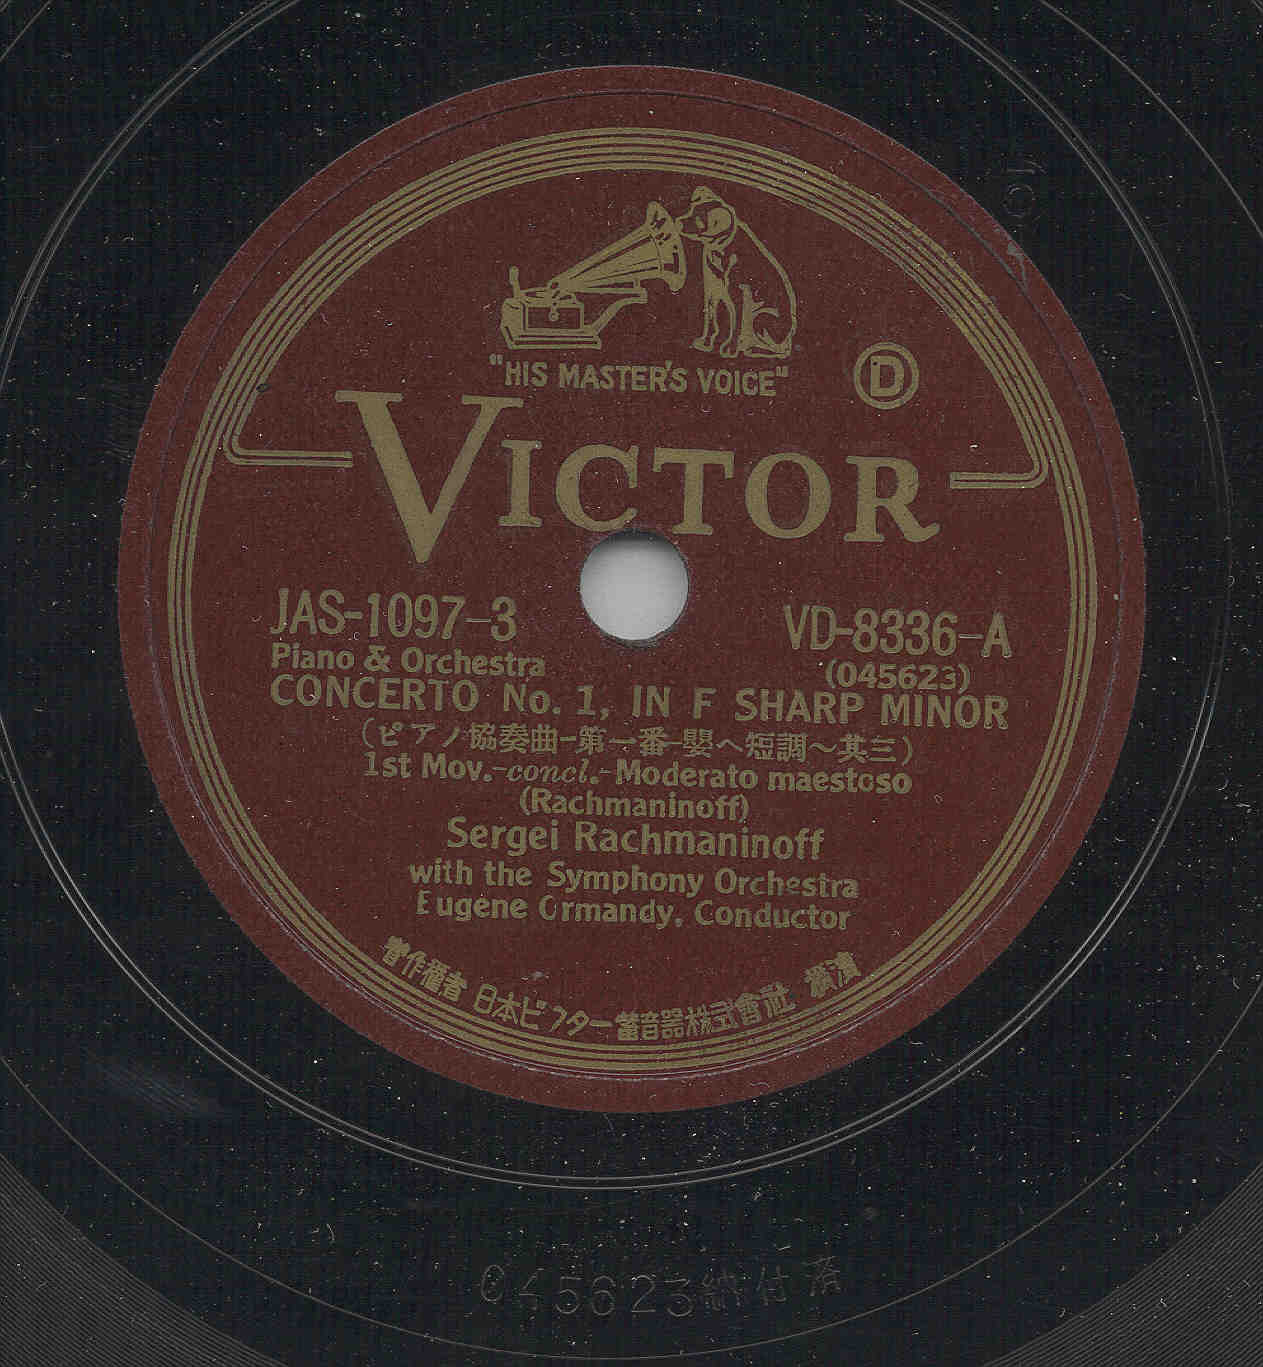 "HIS MASTER'S VOICE"
D
VICTOR
JAS-1097-3
VD-8336-A
(045623)
Piano & Orchestra
CONCERTO No. 1, IN F SHARP MINOR
(ピアノ協奏曲-第一番-嬰へ短調〜其三)
1st Mov.-concl.-Moderato maestoso
(Rachmaninoff)
Sergei Rachmaninoff
with the Symphony Orchestra
Eugene Ormandy, Conductor
著作權者 日本ビクター蓄音器株式會社 橫濱
045623納付済